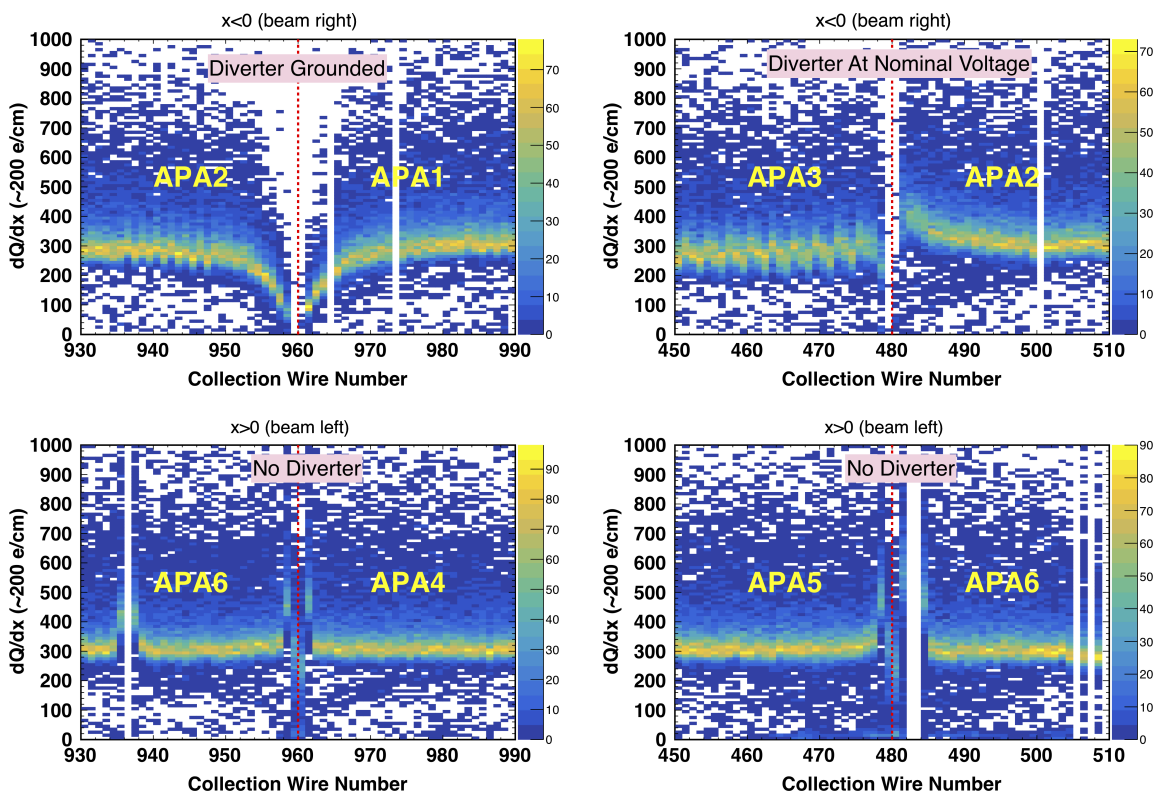 x<0 (beam right)
Diverter Grounded
APA2
APA1
dQ/dx (~200 e/cm)
1000
900
800
700
600
500
400
300
200
100
0
930 940 950 960 970 980 990
Collection Wire Number
70
60
50
40
30
20
10
0
x<0 (beam right)
Diverter At Nominal Voltage
APA3
APA2
dQ/dx (~200 e/cm)
1000
900
800
700
600
500
400
300
200
100
0
450 460 470 480 490 500 510
Collection Wire Number
70
60
50
40
30
20
10
0
x>0 (beam left)
No Diverter
APA6
APA4
dQ/dx (~200 e/cm)
1000
900
800
700
600
500
400
300
200
100
0
930 940 950 960 970 980 990
Collection Wire Number
90
80
70
60
50
40
30
20
10
0
x>0 (beam left)
No Diverter
APA5
APA6
dQ/dx (~200 e/cm)
1000
900
800
700
600
500
400
300
200
100
0
450 460 470 480 490 500 510
Collection Wire Number
90
80
70
60
50
40
30
20
10
0